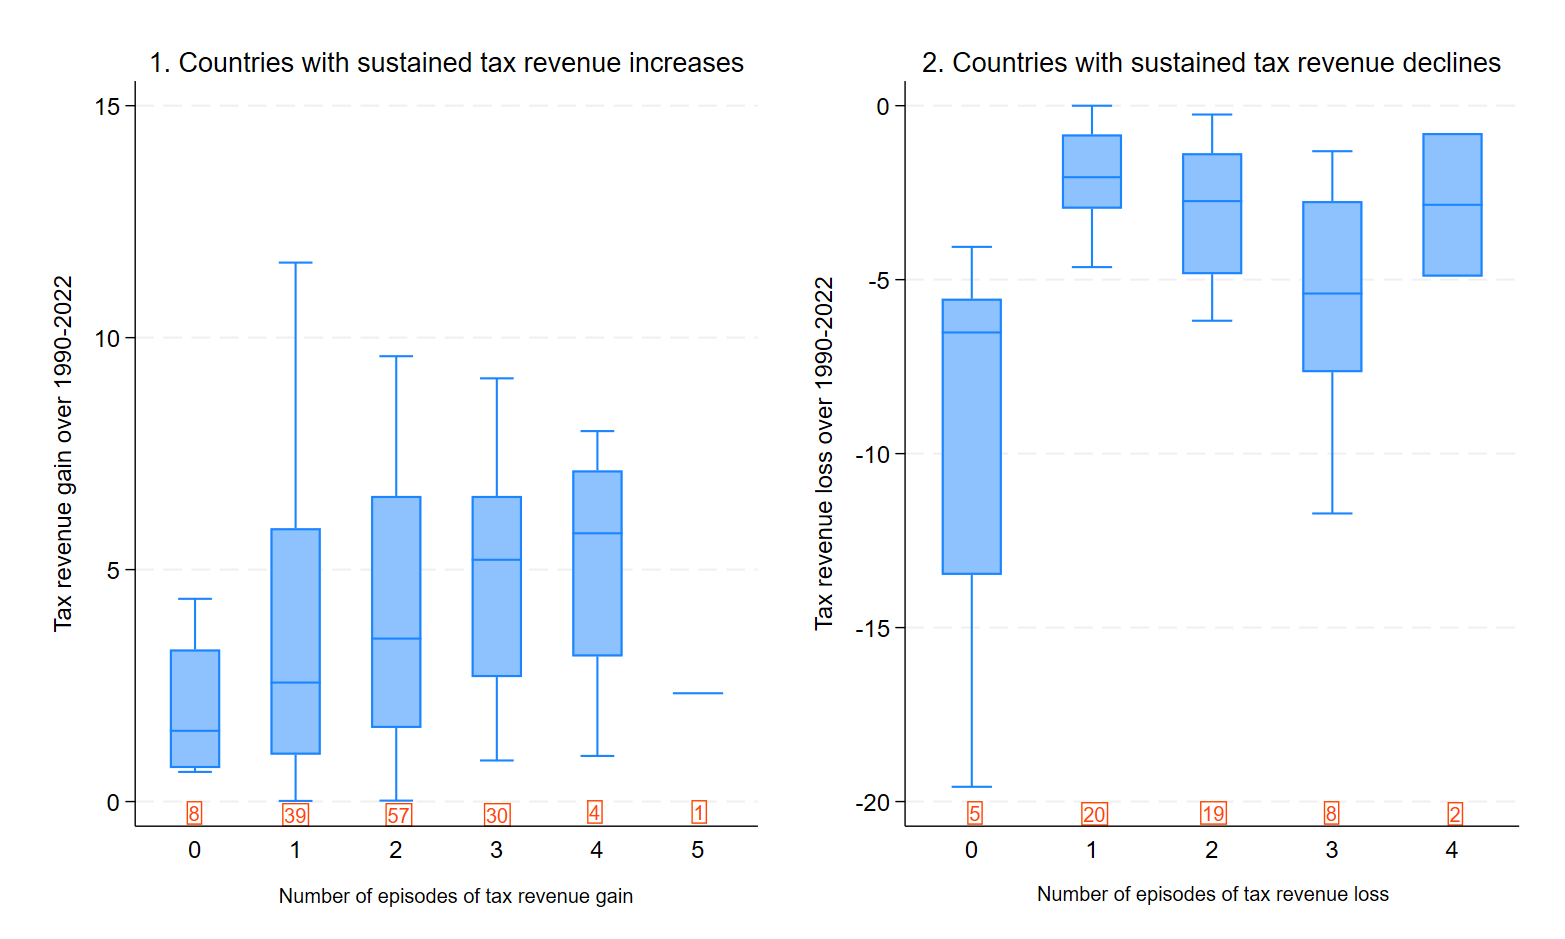 1. Countries with sustained tax revenue increases
Tax revenue gain over 1990-2022
15
10
5
0
8 39 57 30 4 1
0 1 2 3 4 5
Number of episodes of tax revenue gain
2. Countries with sustained tax revenue declines
Tax revenue loss over 1990-2022
0
-5
-10
-15
-20
5 20 19 8 2
0 1 2 3 4
Number of episodes of tax revenue loss